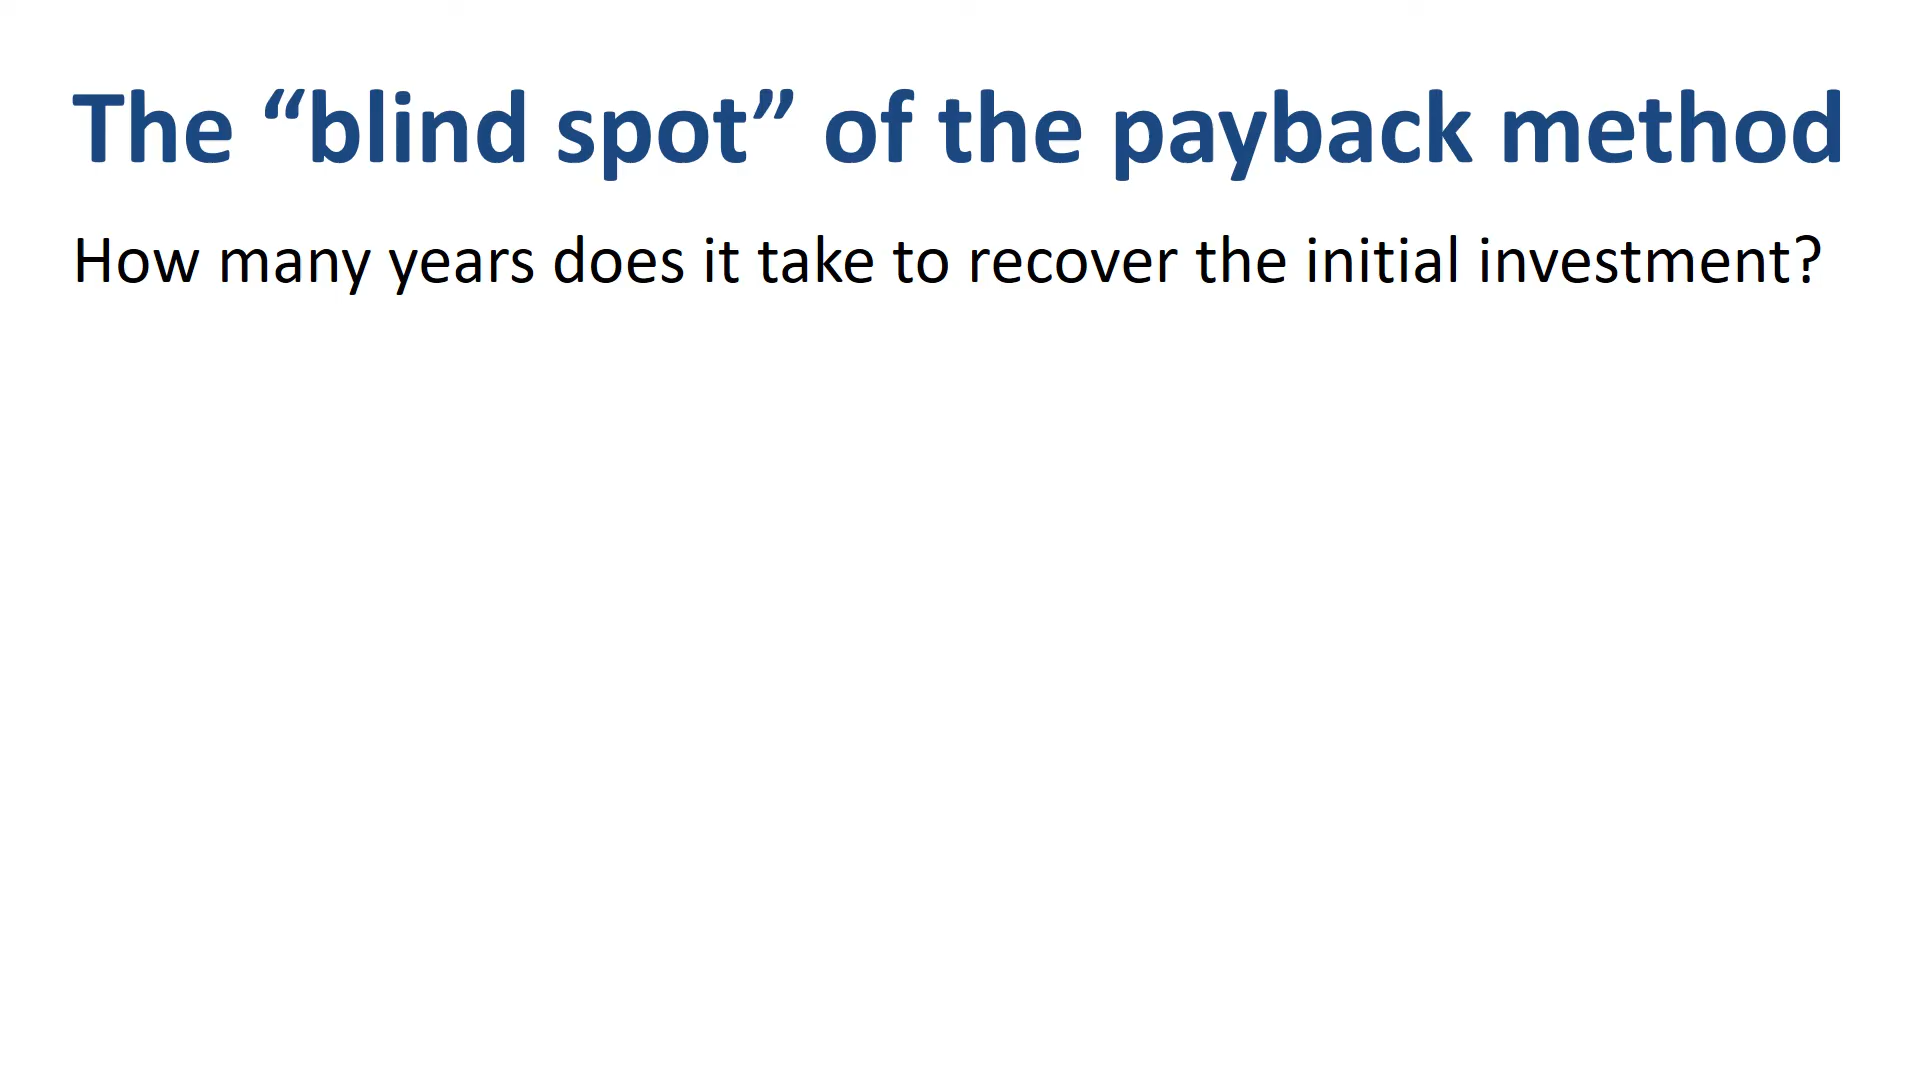 The “blind spot” of the payback method
How many years does it take to recover the initial investment?